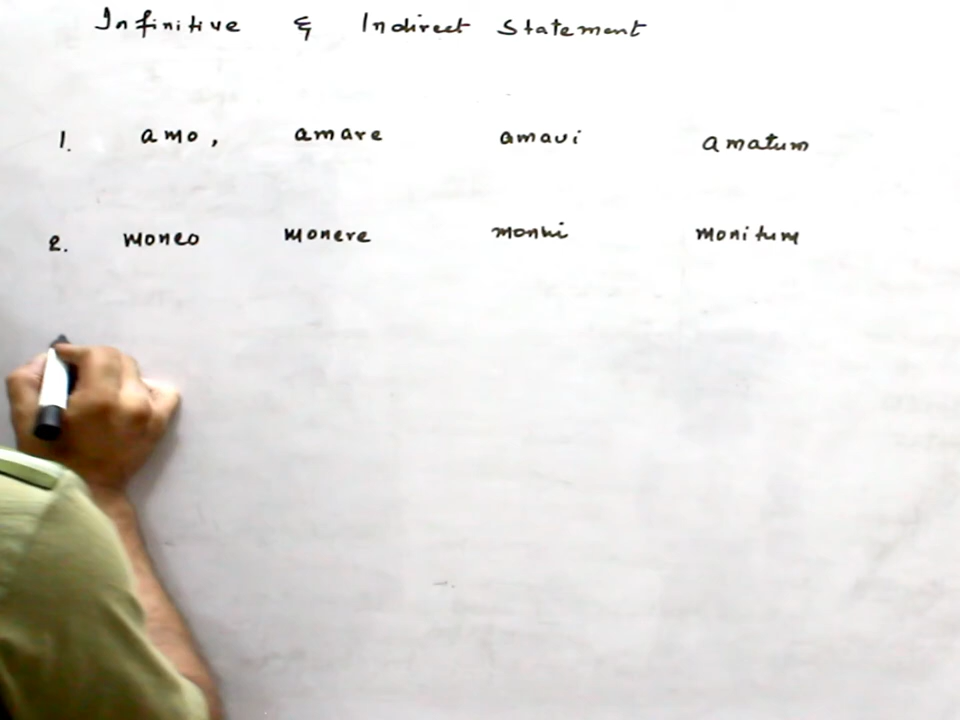 Infinitive & Indirect Statement
1. amo, amare amavi amatum
2. moneo monere monui monitum